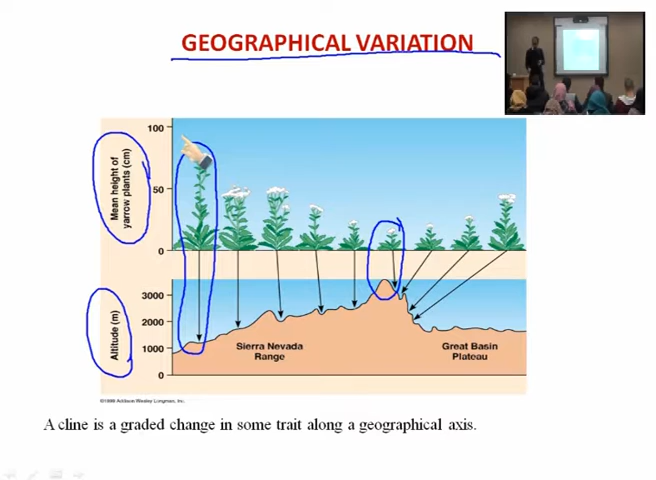 GEOGRAPHICAL VARIATION
Mean height of
yarrow plants (cm)
100
50
0
Altitude (m)
3000
2000
1000
0
Sierra Nevada
Range
Great Basin
Plateau
©1999 Addison Wesley Longman, Inc.
A cline is a graded change in some trait along a geographical axis.